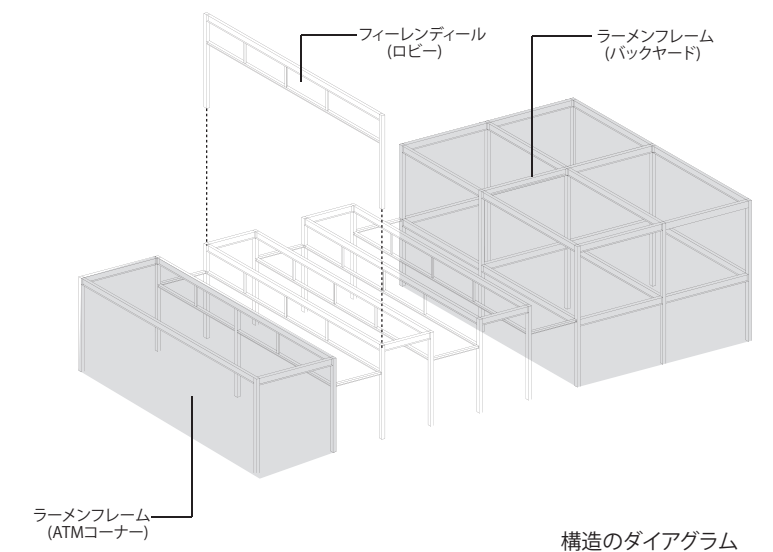 フィーレンディール
(ロビー)
ラーメンフレーム
(バックヤード)
ラーメンフレーム
(ATMコーナー)
構造のダイアグラム